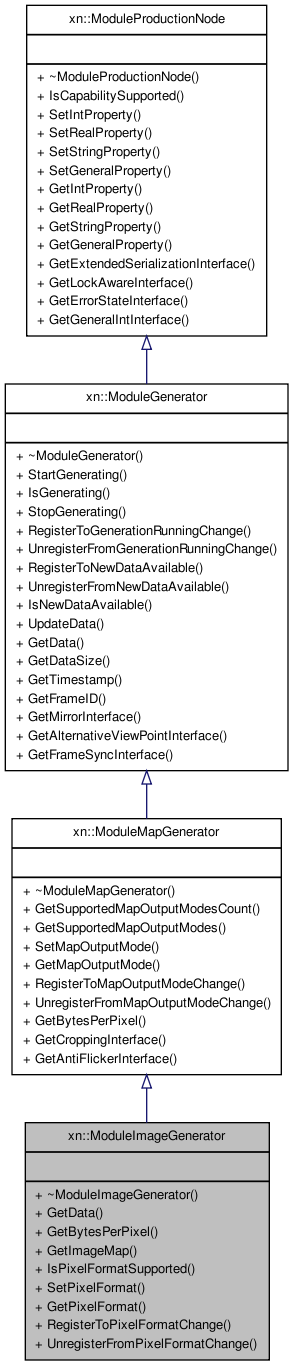 xn::ModuleProductionNode
+ ~ModuleProductionNode()
+ IsCapabilitySupported()
+ SetIntProperty()
+ SetRealProperty()
+ SetStringProperty()
+ SetGeneralProperty()
+ GetIntProperty()
+ GetRealProperty()
+ GetStringProperty()
+ GetGeneralProperty()
+ GetExtendedSerializationInterface()
+ GetLockAwareInterface()
+ GetErrorStateInterface()
+ GetGeneralIntInterface()
xn::ModuleGenerator
+ ~ModuleGenerator()
+ StartGenerating()
+ IsGenerating()
+ StopGenerating()
+ RegisterToGenerationRunningChange()
+ UnregisterFromGenerationRunningChange()
+ RegisterToNewDataAvailable()
+ UnregisterFromNewDataAvailable()
+ IsNewDataAvailable()
+ UpdateData()
+ GetData()
+ GetDataSize()
+ GetTimestamp()
+ GetFrameID()
+ GetMirrorInterface()
+ GetAlternativeViewPointInterface()
+ GetFrameSyncInterface()
xn::ModuleMapGenerator
+ ~ModuleMapGenerator()
+ GetSupportedMapOutputModesCount()
+ GetSupportedMapOutputModes()
+ SetMapOutputMode()
+ GetMapOutputMode()
+ RegisterToMapOutputModeChange()
+ UnregisterFromMapOutputModeChange()
+ GetBytesPerPixel()
+ GetCroppingInterface()
+ GetAntiFlickerInterface()
xn::ModuleImageGenerator
+ ~ModuleImageGenerator()
+ GetData()
+ GetBytesPerPixel()
+ GetImageMap()
+ IsPixelFormatSupported()
+ SetPixelFormat()
+ GetPixelFormat()
+ RegisterToPixelFormatChange()
+ UnregisterFromPixelFormatChange()